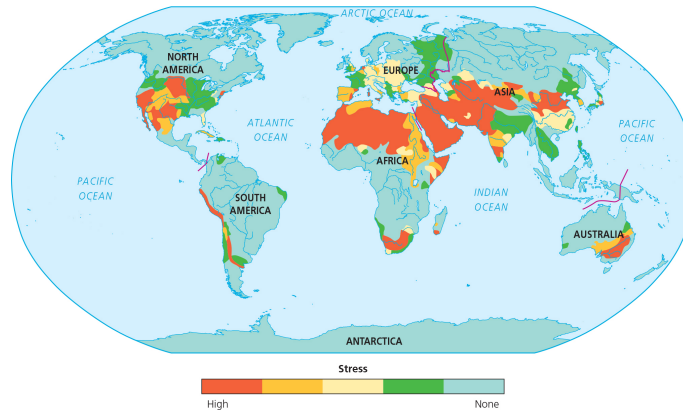 ARCTIC OCEAN
NORTH
AMERICA
EUROPE
ASIA
ATLANTIC
OCEAN
PACIFIC
OCEAN
AFRICA
PACIFIC
OCEAN
SOUTH
AMERICA
INDIAN
OCEAN
AUSTRALIA
ANTARCTICA
Stress
High
None